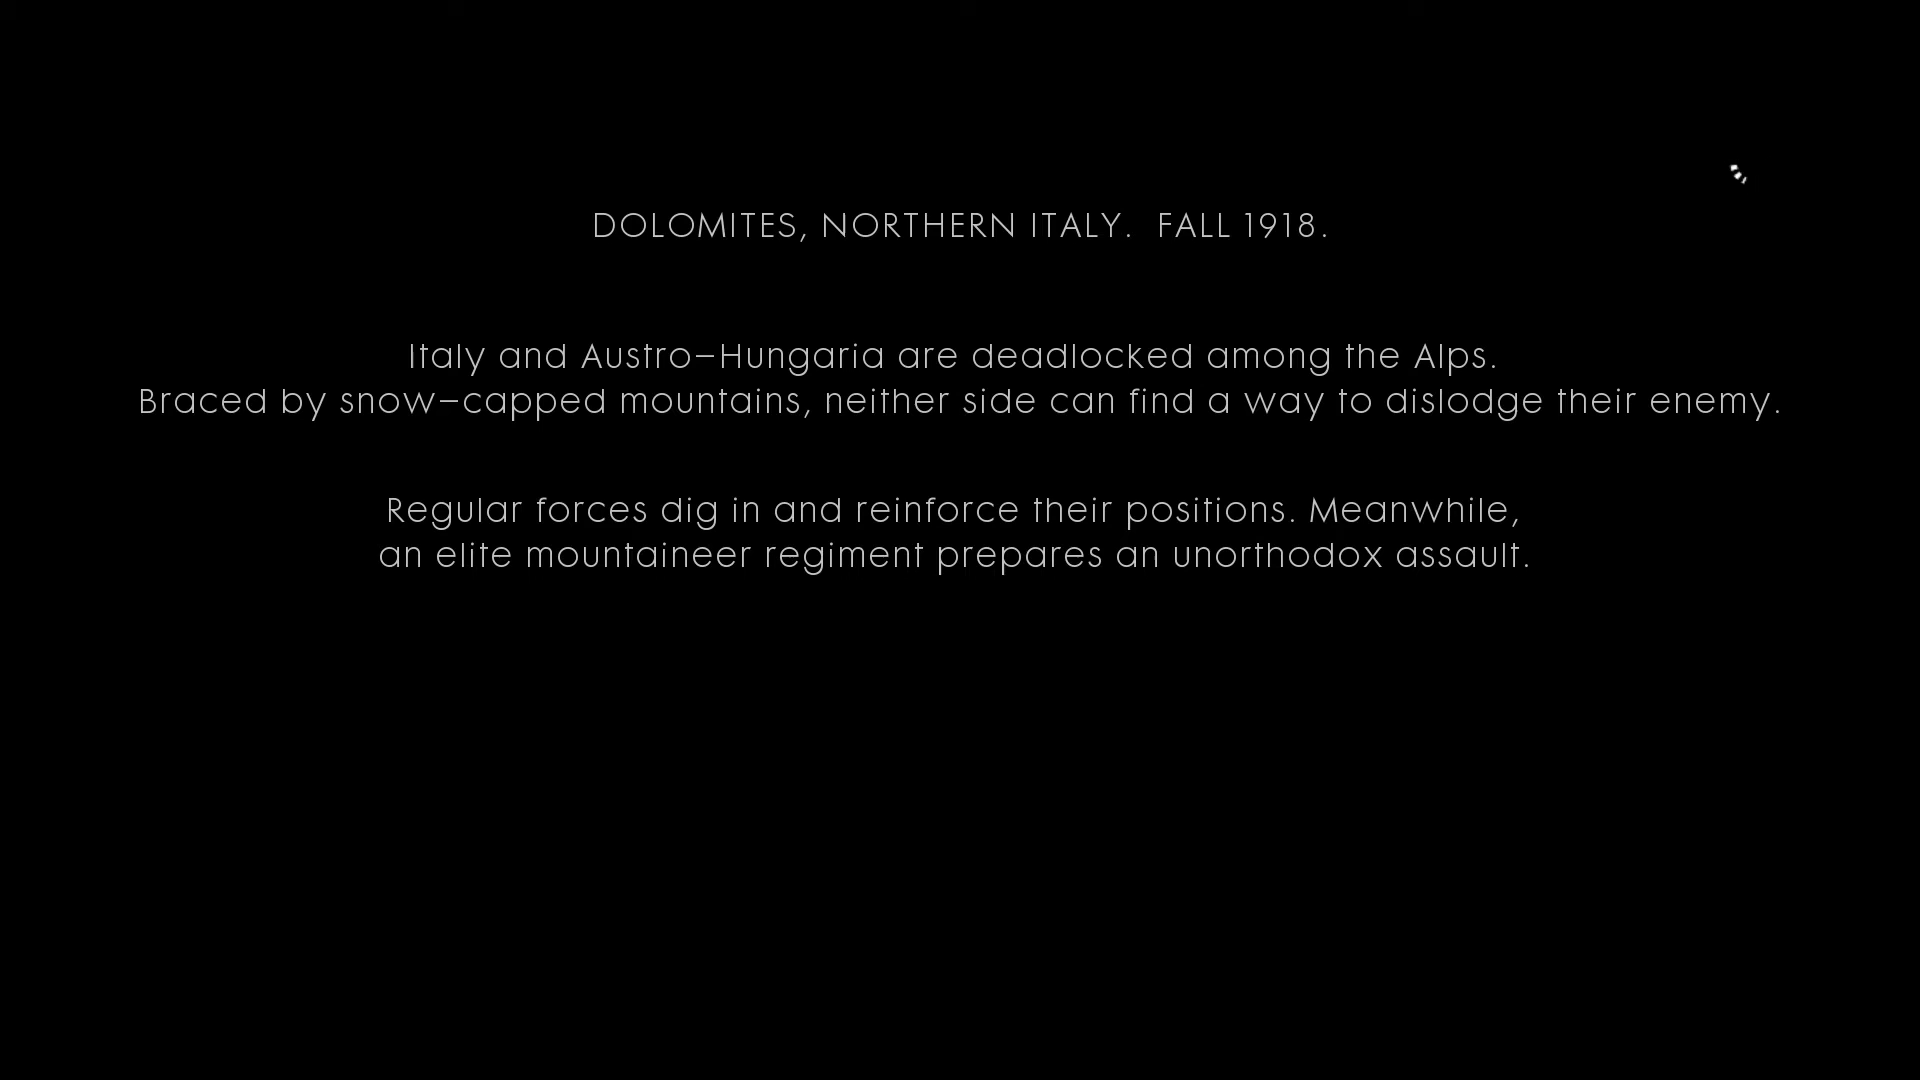 DOLOMITES, NORTHERN ITALY.  FALL 1918.
Italy and Austro-Hungaria are deadlocked among the Alps.
Braced by snow-capped mountains, neither side can find a way to dislodge their enemy.
Regular forces dig in and reinforce their positions. Meanwhile,
an elite mountaineer regiment prepares an unorthodox assault.